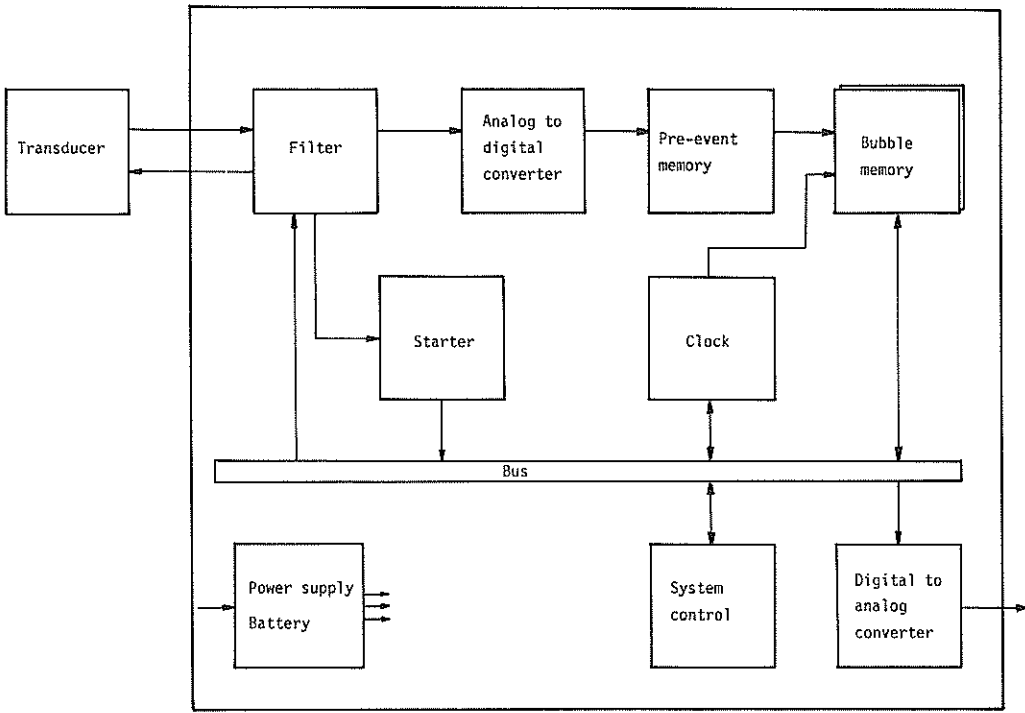 Transducer
Filter
Analog to
digital
converter
Pre-event
memory
Bubble
memory
Starter
Clock
Bus
Power supply
Battery
System
control
Digital to
analog
converter